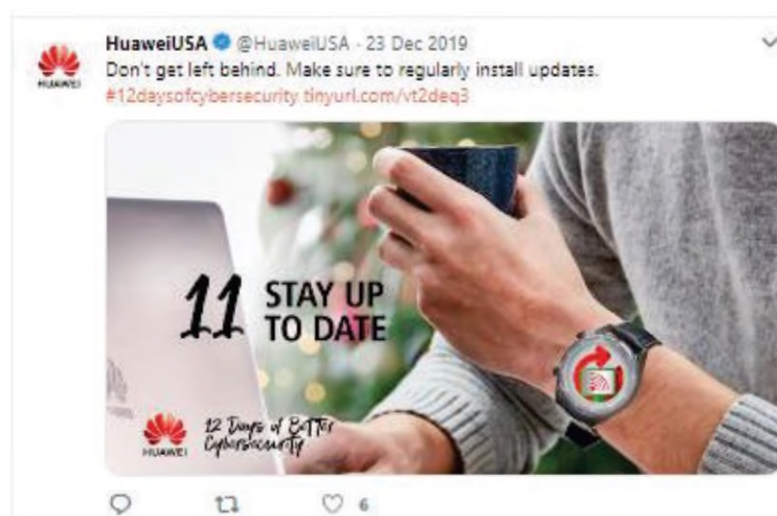 HuaweiUSA @HuaweiUSA · 23 Dec 2019
Don't get left behind. Make sure to regularly install updates.
#12daysofcybersecurity tinyurl.com/vt2deq3
HUAWEI
11 STAY UP
TO DATE
12 Days of Better
Cybersecurity
HUAWEI
6